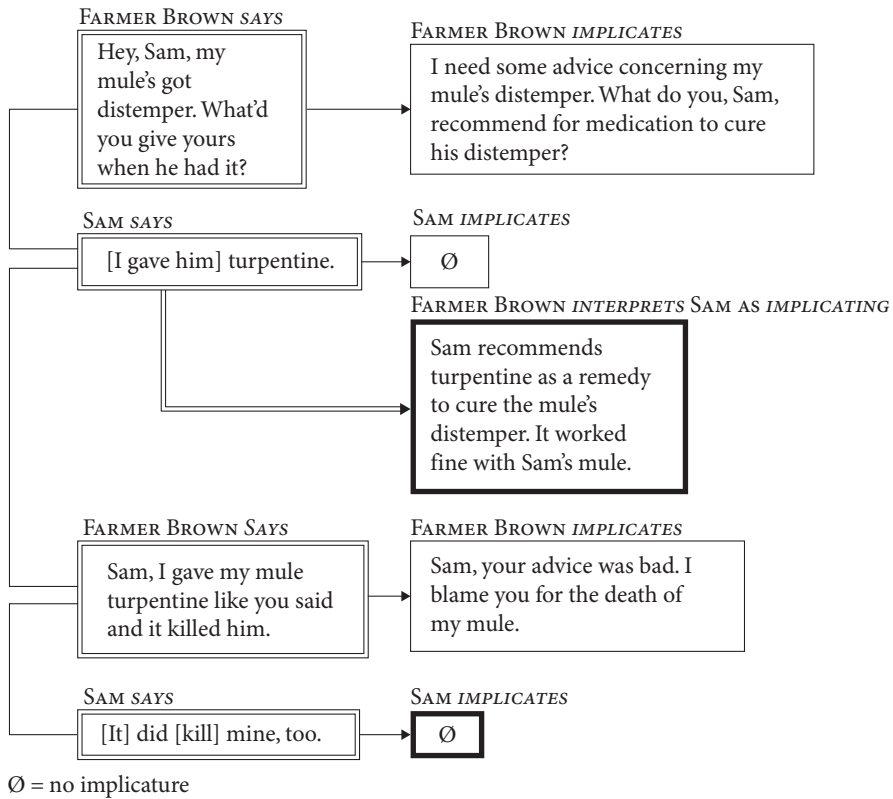 FARMER BROWN SAYS
Hey, Sam, my
mule's got
distemper. What'd
you give yours
when he had it?
FARMER BROWN IMPLICATES
I need some advice concerning my
mule's distemper. What do you, Sam,
recommend for medication to cure
his distemper?
SAM SAYS
[I gave him] turpentine.
SAM IMPLICATES
Ø
FARMER BROWN INTERPRETS SAM AS IMPLICATING
Sam recommends
turpentine as a remedy
to cure the mule's
distemper. It worked
fine with Sam's mule.
FARMER BROWN SAYS
Sam, I gave my mule
turpentine like you said
and it killed him.
FARMER BROWN IMPLICATES
Sam, your advice was bad. I
blame you for the death of
my mule.
SAM SAYS
[It] did [kill] mine, too.
SAM IMPLICATES
Ø
Ø = no implicature